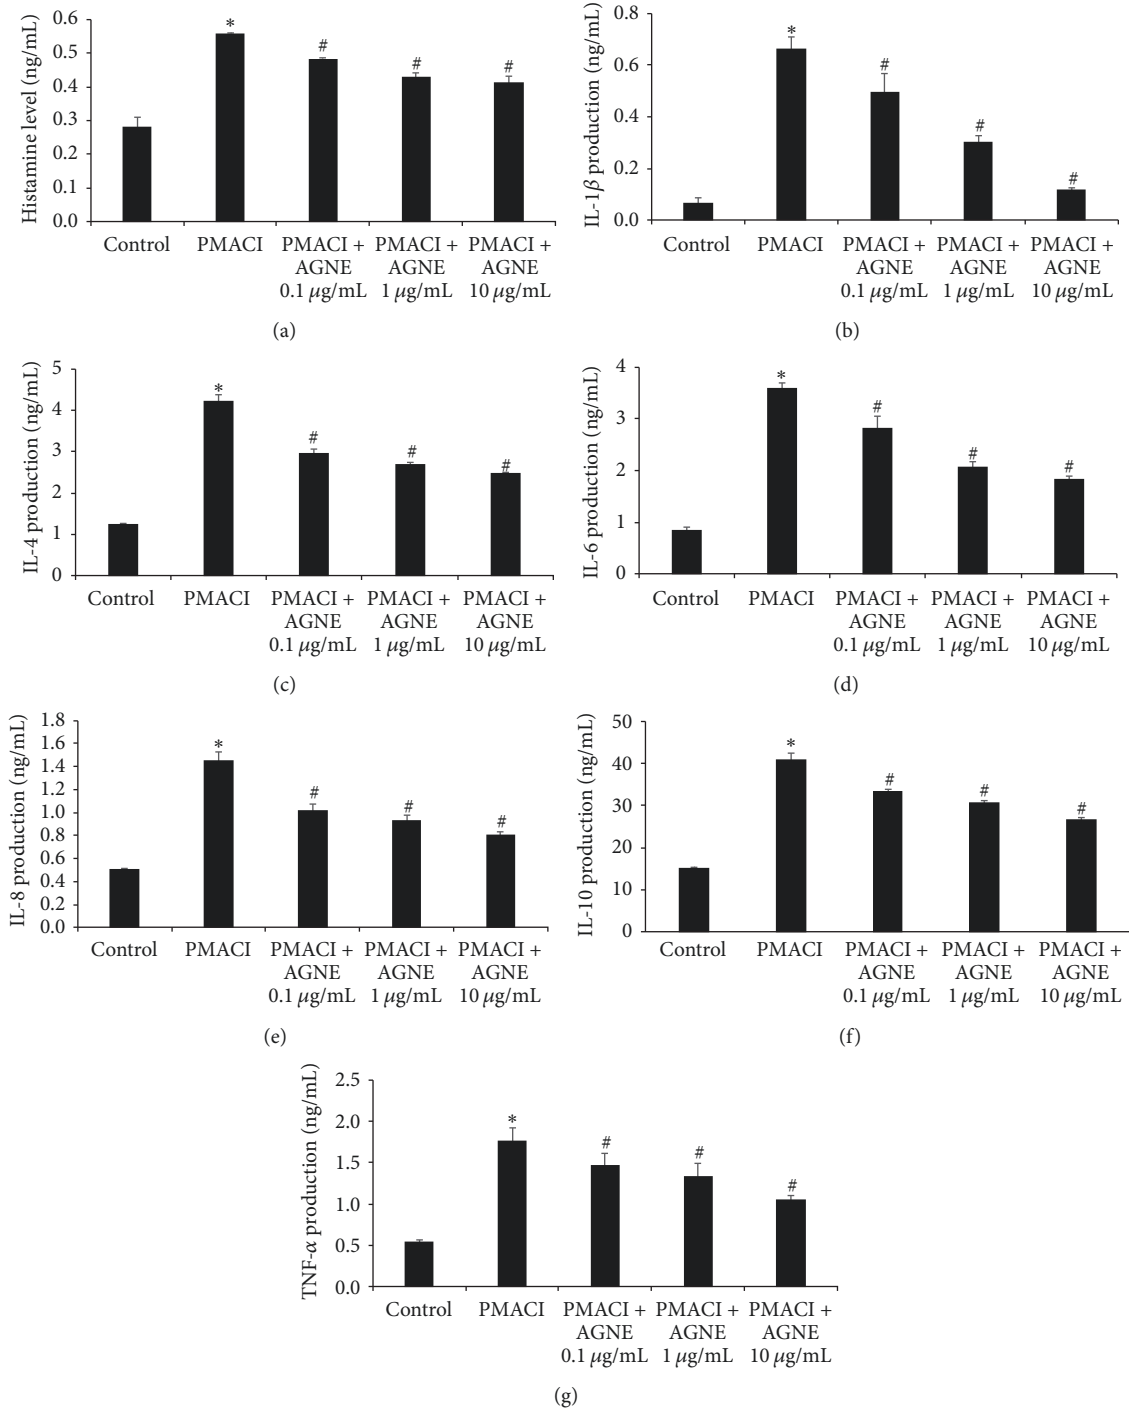 Histamine level (ng/mL)
0.6
0.5
0.4
0.3
0.2
0.1
0.0
*
#
#
#
Control
PMACI
PMACI +
AGNE
0.1 μg/mL
PMACI +
AGNE
1 μg/mL
PMACI +
AGNE
10 μg/mL
(a)
IL-1β production (ng/mL)
0.8
0.6
0.4
0.2
0.0
*
#
#
#
Control
PMACI
PMACI +
AGNE
0.1 μg/mL
PMACI +
AGNE
1 μg/mL
PMACI +
AGNE
10 μg/mL
(b)
IL-4 production (ng/mL)
5
4
3
2
1
0
*
#
#
#
Control
PMACI
PMACI +
AGNE
0.1 μg/mL
PMACI +
AGNE
1 μg/mL
PMACI +
AGNE
10 μg/mL
(c)
IL-6 production (ng/mL)
4
3
2
1
0
*
#
#
#
Control
PMACI
PMACI +
AGNE
0.1 μg/mL
PMACI +
AGNE
1 μg/mL
PMACI +
AGNE
10 μg/mL
(d)
IL-8 production (ng/mL)
1.8
1.6
1.4
1.2
1.0
0.8
0.6
0.4
0.2
0.0
*
#
#
#
Control
PMACI
PMACI +
AGNE
0.1 μg/mL
PMACI +
AGNE
1 μg/mL
PMACI +
AGNE
10 μg/mL
(e)
IL-10 production (ng/mL)
50
40
30
20
10
0
*
#
#
#
Control
PMACI
PMACI +
AGNE
0.1 μg/mL
PMACI +
AGNE
1 μg/mL
PMACI +
AGNE
10 μg/mL
(f)
TNF-α production (ng/mL)
2.5
2.0
1.5
1.0
0.5
0.0
*
#
#
#
Control
PMACI
PMACI +
AGNE
0.1 μg/mL
PMACI +
AGNE
1 μg/mL
PMACI +
AGNE
10 μg/mL
(g)